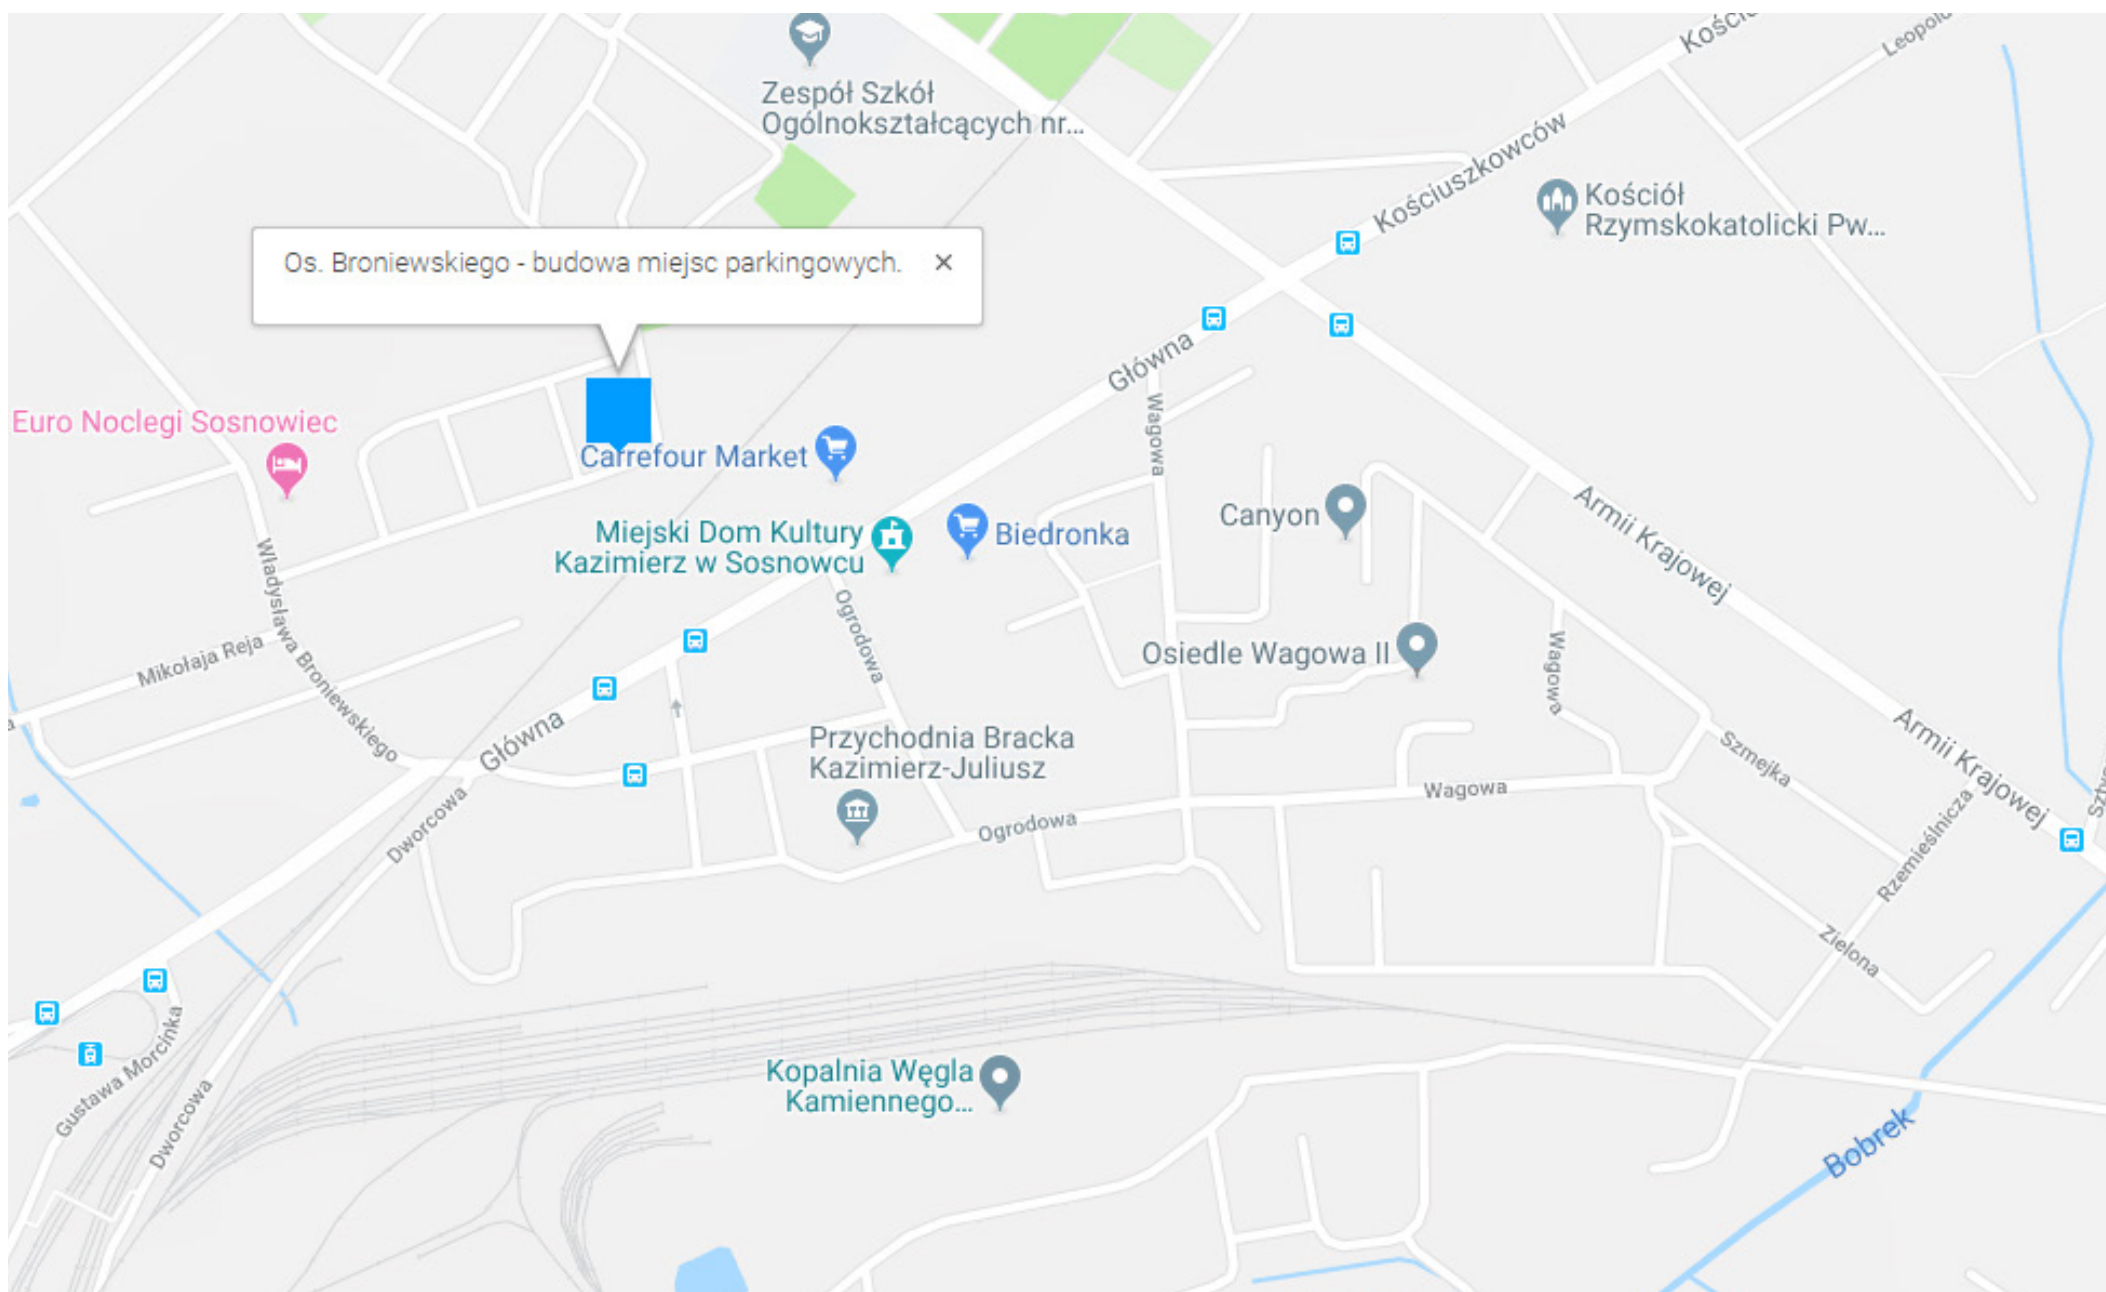 Kościu
Leopold
Zespół Szkół
Ogólnokształcących nr...
Kościuszkowców
Kościół
Rzymskokatolicki Pw...
Os. Broniewskiego - budowa miejsc parkingowych. ×
Główna
Wagowa
Euro Noclegi Sosnowiec
Carrefour Market
Canyon
Armii Krajowej
Miejski Dom Kultury
Kazimierz w Sosnowcu
Biedronka
Władysława Broniewskiego
Ogrodowa
Mikołaja Reja
Osiedle Wagowa II
Wagowa
Główna
Armii Krajowej
Przychodnia Bracka
Kazimierz-Juliusz
Szmejka
Wagowa
Dworcowa
Ogrodowa
Rzemieślnicza
Zielona
Gustawa Morcinka
Dworcowa
Kopalnia Węgla
Kamiennego...
Bobrek